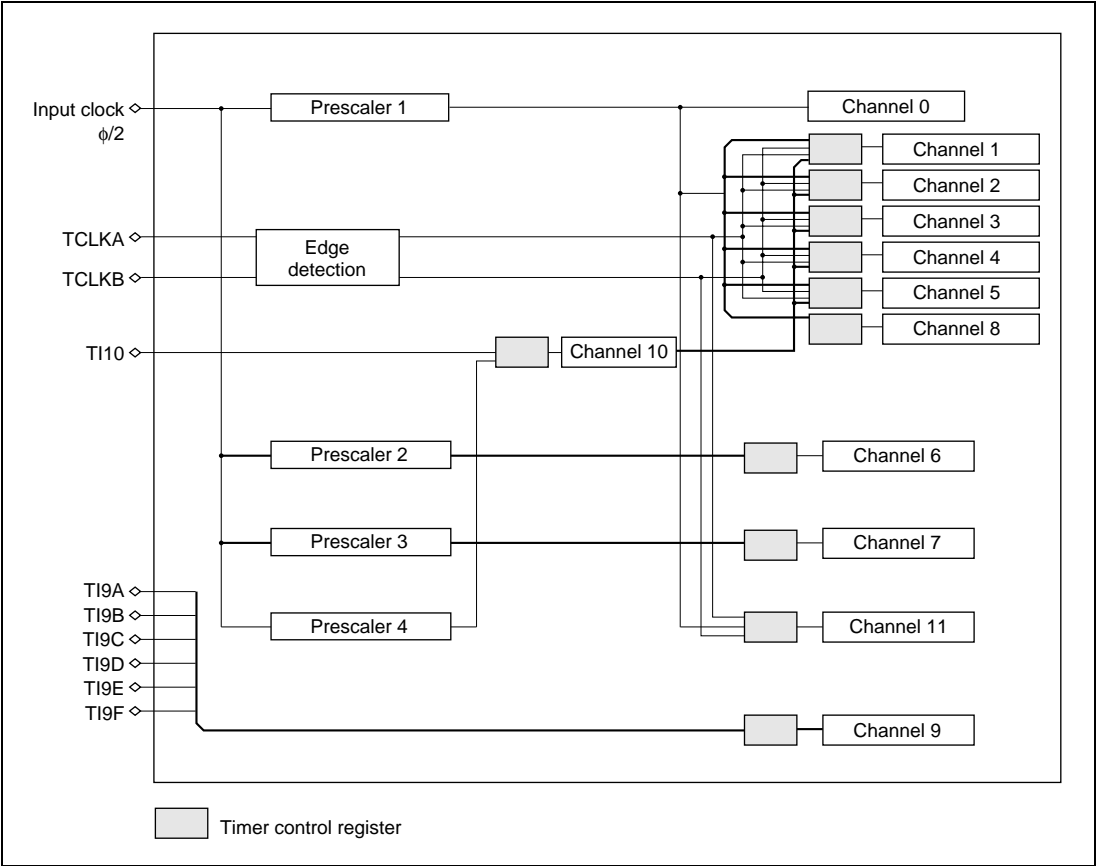 Input clock
ϕ/2
Prescaler 1
Channel 0
Channel 1
Channel 2
Channel 3
Channel 4
Channel 5
Channel 8
TCLKA
TCLKB
Edge
detection
TI10
Channel 10
Prescaler 2
Channel 6
Prescaler 3
Channel 7
TI9A
TI9B
TI9C
TI9D
TI9E
TI9F
Prescaler 4
Channel 11
Channel 9
Timer control register